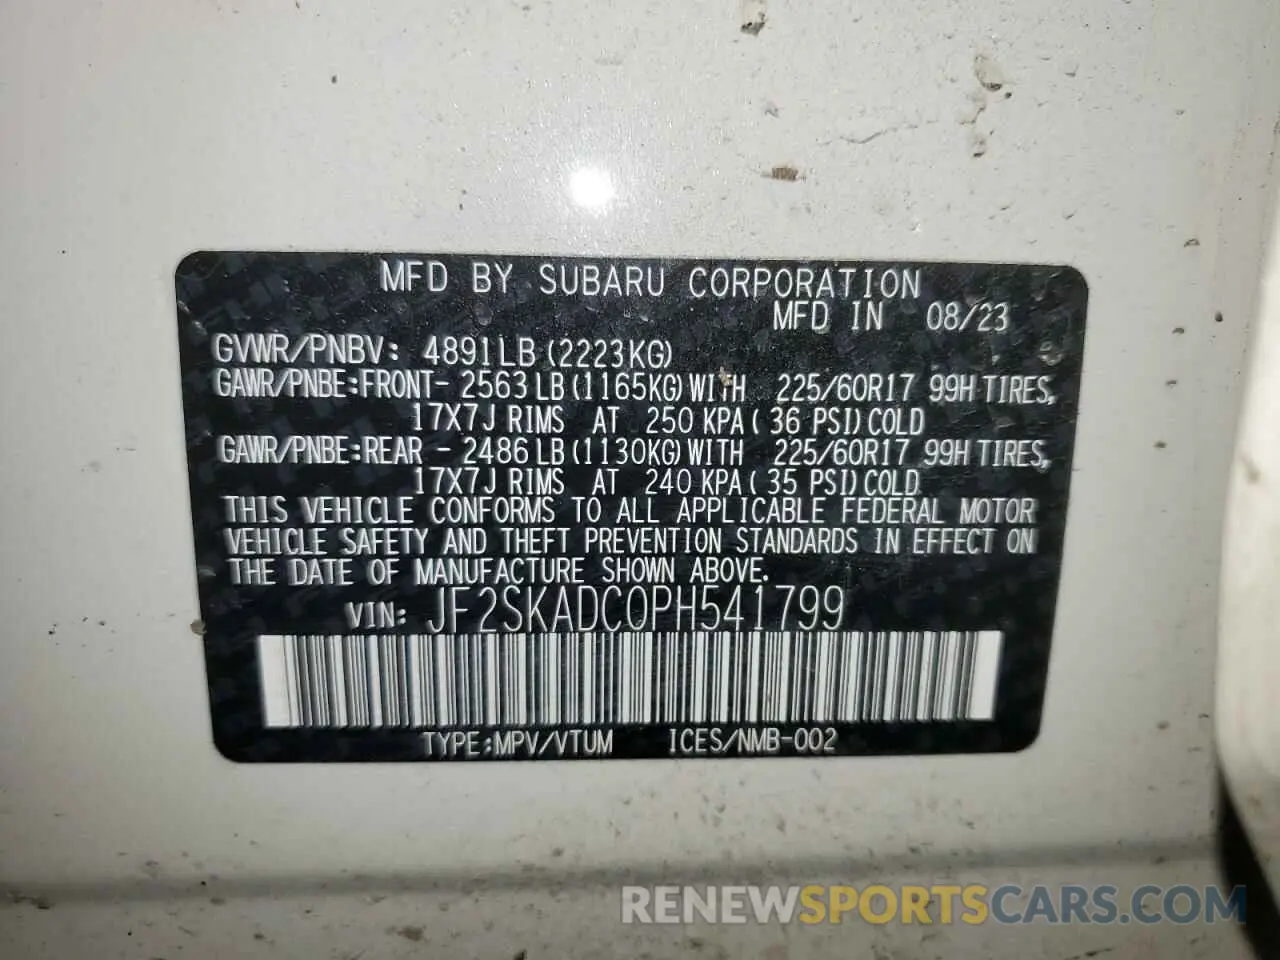 MFD BY SUBARU CORPORATION
MFD IN 08/23
GVWR/PNBV: 4891LB (2223KG)
GAWR/PNBE:FRONT- 2563LB (1165KG) WITH 225/60R17 99H TIRES,
17X7J RIMS AT 250 KPA ( 36 PSI) COLD
GAWR/PNBE:REAR - 2486LB (1130KG) WITH 225/60R17 99H TIRES,
17X7J RIMS AT 240 KPA ( 35 PSI) COLD
THIS VEHICLE CONFORMS TO ALL APPLICABLE FEDERAL MOTOR
VEHICLE SAFETY AND THEFT PREVENTION STANDARDS IN EFFECT ON
THE DATE OF MANUFACTURE SHOWN ABOVE.
VIN: JF2SKADC0PH541799
TYPE:MPV/VTUM ICES/NMB-002
RENEWSPORTSCARS.COM